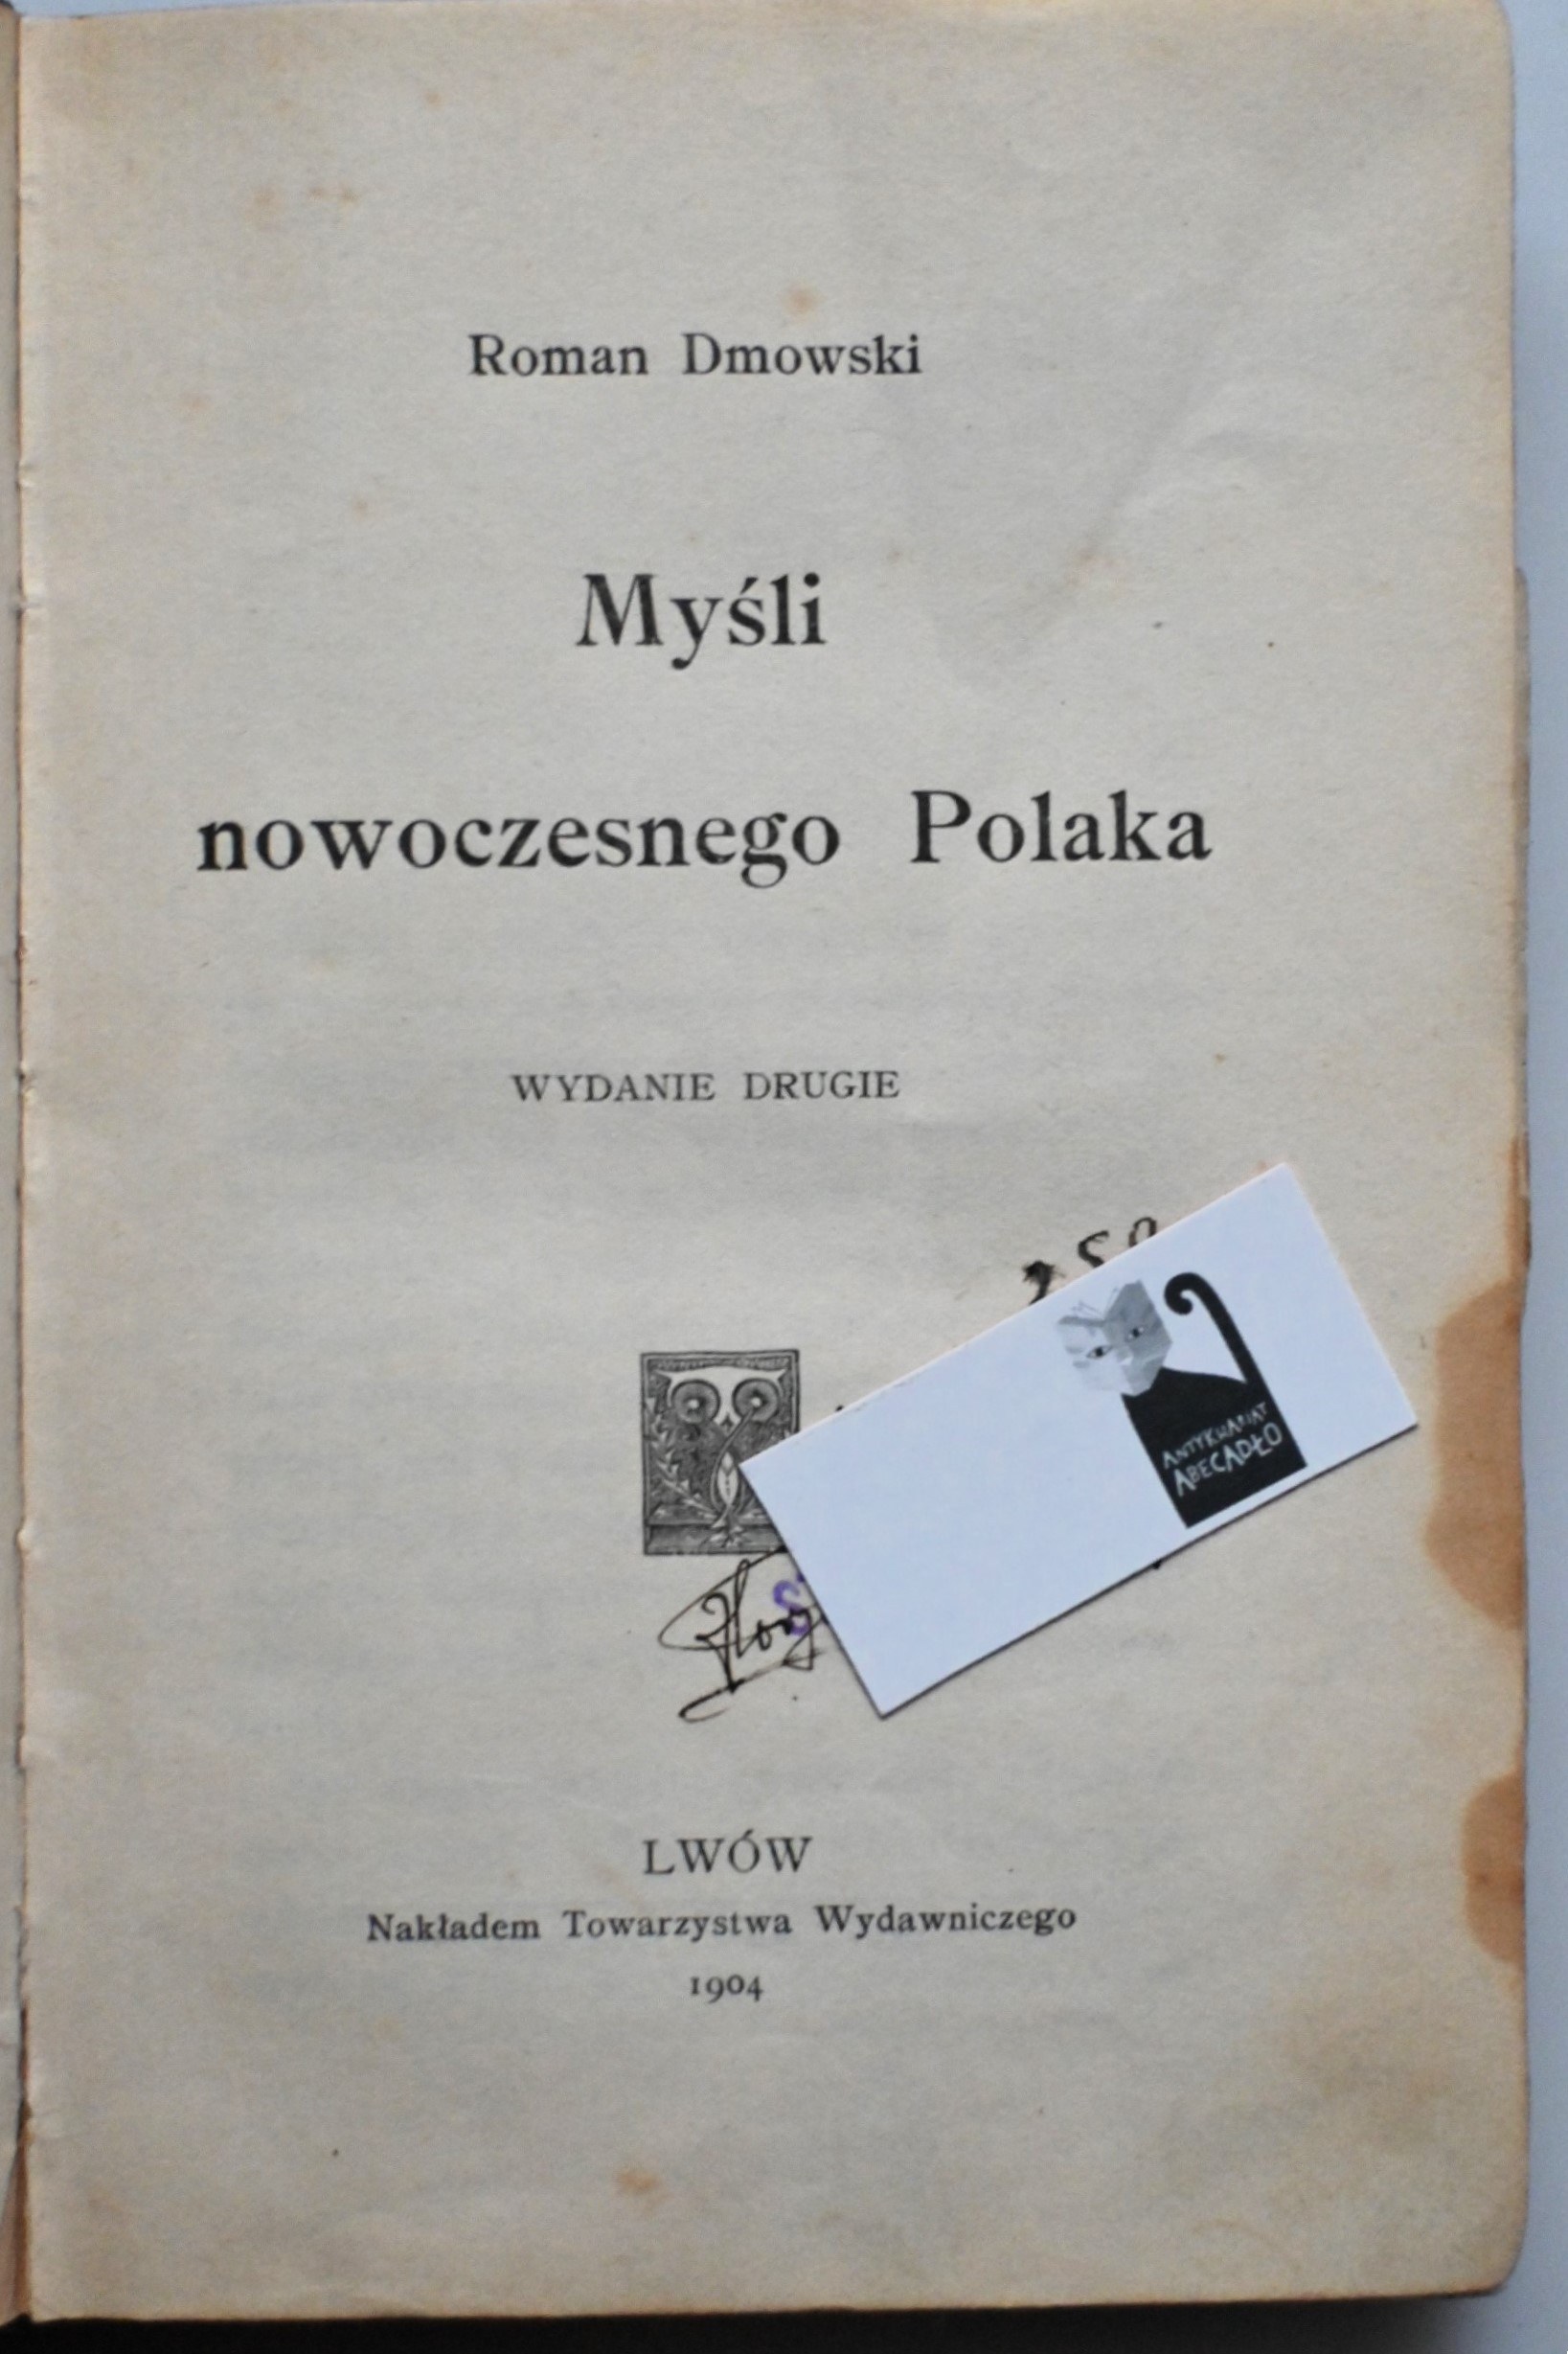 Roman Dmowski
Myśli
nowoczesnego Polaka
WYDANIE DRUGIE
ANTYKWARIAT
ABECADŁO
LWÓW
Nakładem Towarzystwa Wydawniczego
1904